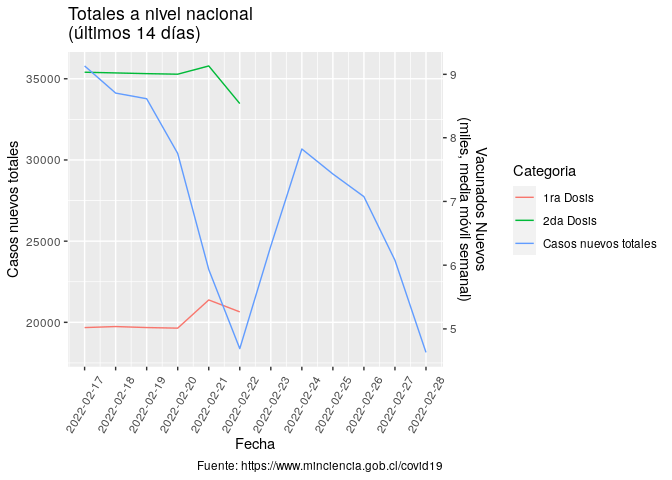 Totales a nivel nacional
(últimos 14 días)
Casos nuevos totales
35000
30000
25000
20000
9
8
7
6
5
Vacunados Nuevos
(miles, media móvil semanal)
2022-02-17
2022-02-18
2022-02-19
2022-02-20
2022-02-21
2022-02-22
2022-02-23
2022-02-24
2022-02-25
2022-02-26
2022-02-27
2022-02-28
Fecha
Categoria
1ra Dosis
2da Dosis
Casos nuevos totales
Fuente: https://www.minciencia.gob.cl/covid19